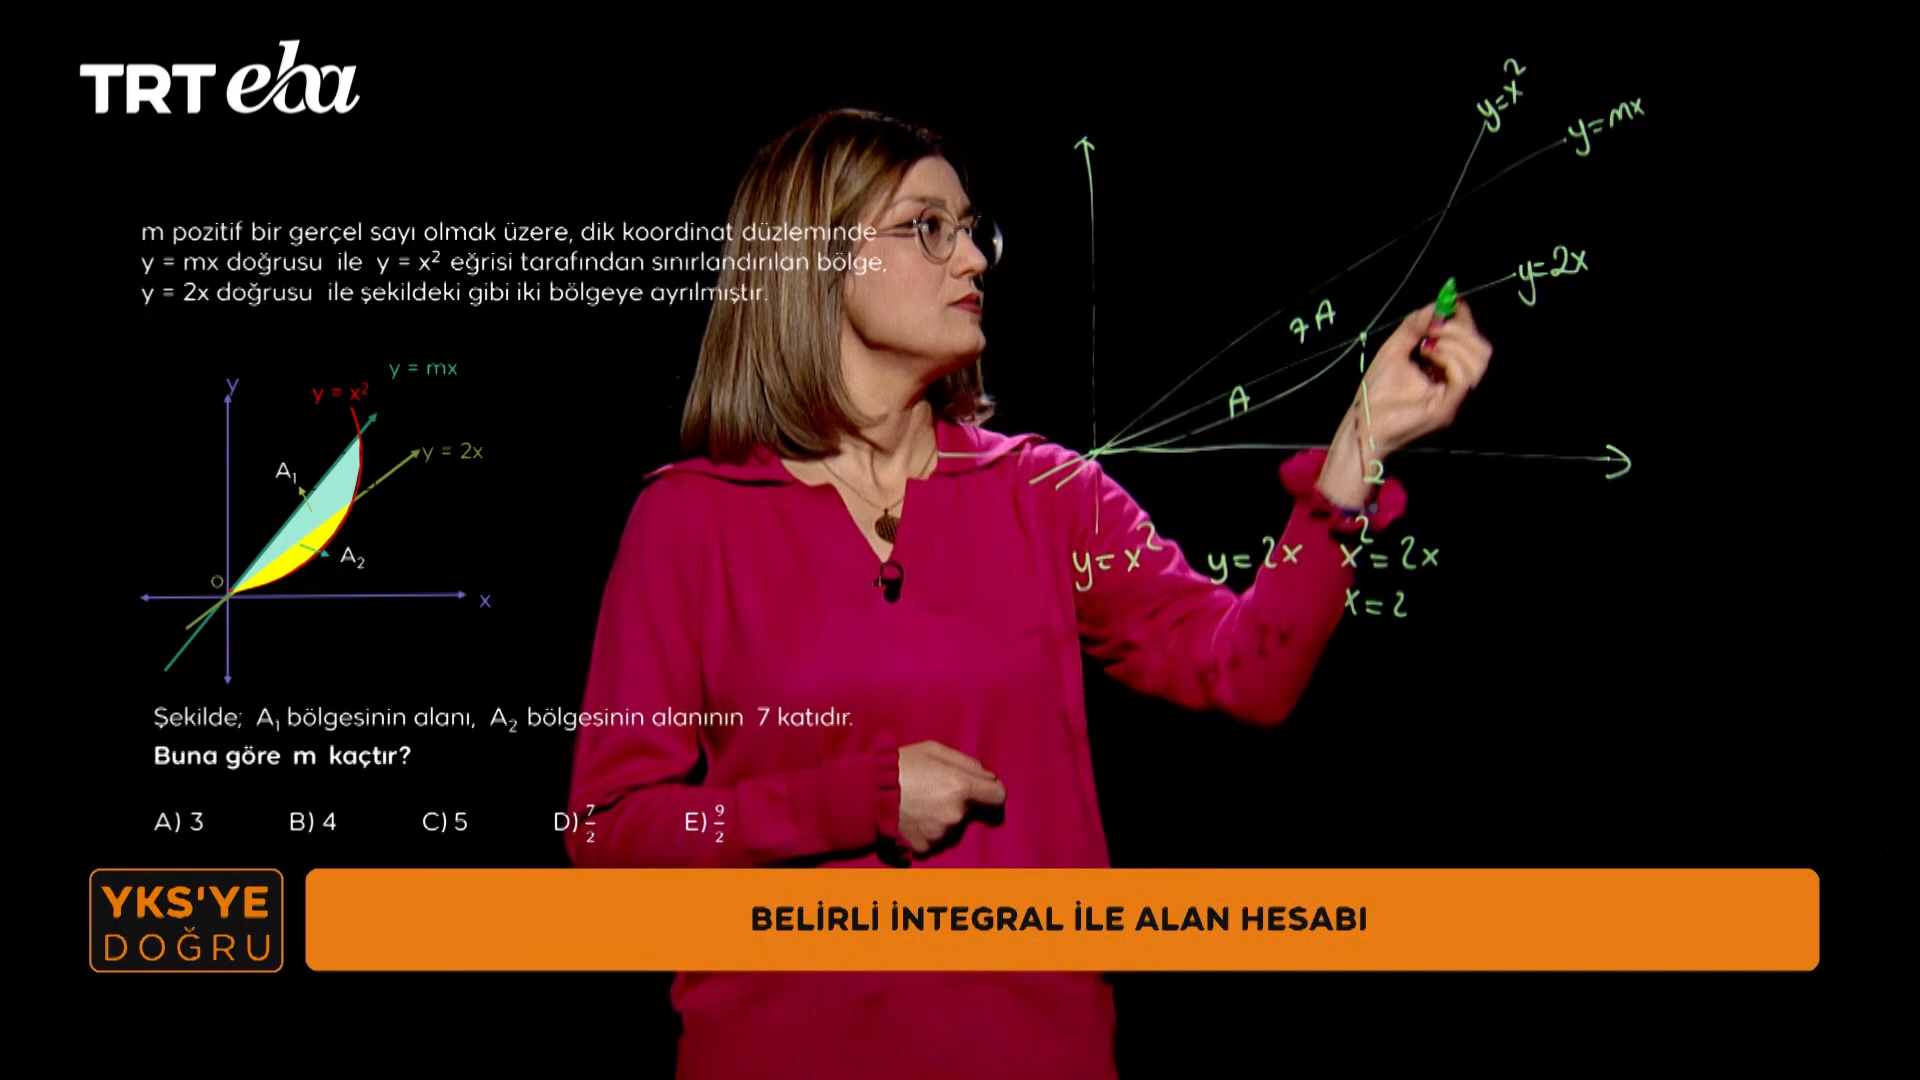 TRT eba
m pozitif bir gerçel sayı olmak üzere, dik koordinat düzleminde
y = mx doğrusu ile y = x² eğrisi tarafından sınırlandırılan bölge,
y = 2x doğrusu ile şekildeki gibi iki bölgeye ayrılmıştır.
y
y = x²
y = mx
y = 2x
A₁
A₂
O
x
Şekilde; A₁ bölgesinin alanı, A₂ bölgesinin alanının 7 katıdır.
Buna göre m kaçtır?
A) 3 B) 4 C) 5 D) 7/2 E) 9/2
y=x²
y=mx
y=2x
7A
A
2
y=x² y=2x x²=2x
x=2
YKS'YE
DOĞRU
BELİRLİ İNTEGRAL İLE ALAN HESABI